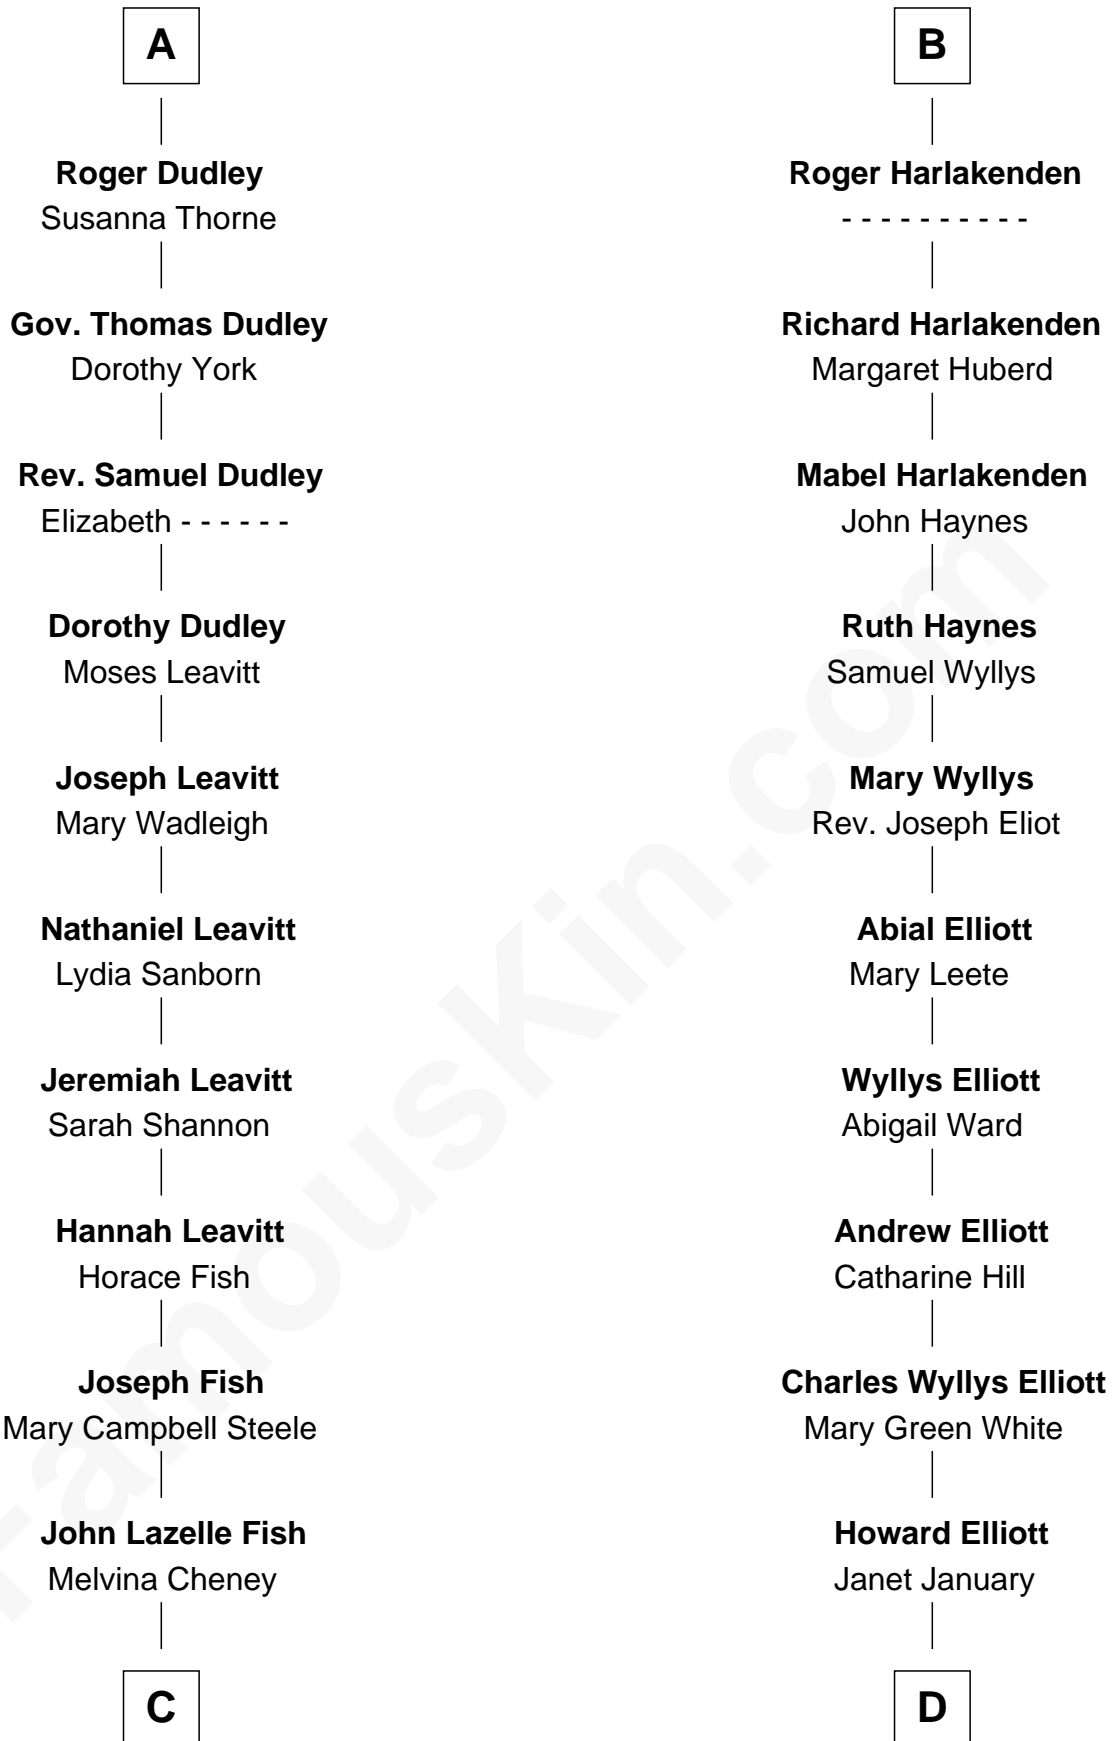 A
Roger Dudley
Susanna Thorne
Gov. Thomas Dudley
Dorothy York
Rev. Samuel Dudley
Elizabeth - - - - - -
Dorothy Dudley
Moses Leavitt
Joseph Leavitt
Mary Wadleigh
Nathaniel Leavitt
Lydia Sanborn
Jeremiah Leavitt
Sarah Shannon
Hannah Leavitt
Horace Fish
Joseph Fish
Mary Campbell Steele
John Lazelle Fish
Melvina Cheney
C
B
Roger Harlakenden
- - - - - - - - - -
Richard Harlakenden
Margaret Huberd
Mabel Harlakenden
John Haynes
Ruth Haynes
Samuel Wyllys
Mary Wyllys
Rev. Joseph Eliot
Abial Elliott
Mary Leete
Wyllys Elliott
Abigail Ward
Andrew Elliott
Catharine Hill
Charles Wyllys Elliott
Mary Green White
Howard Elliott
Janet January
D
FamousKin.com